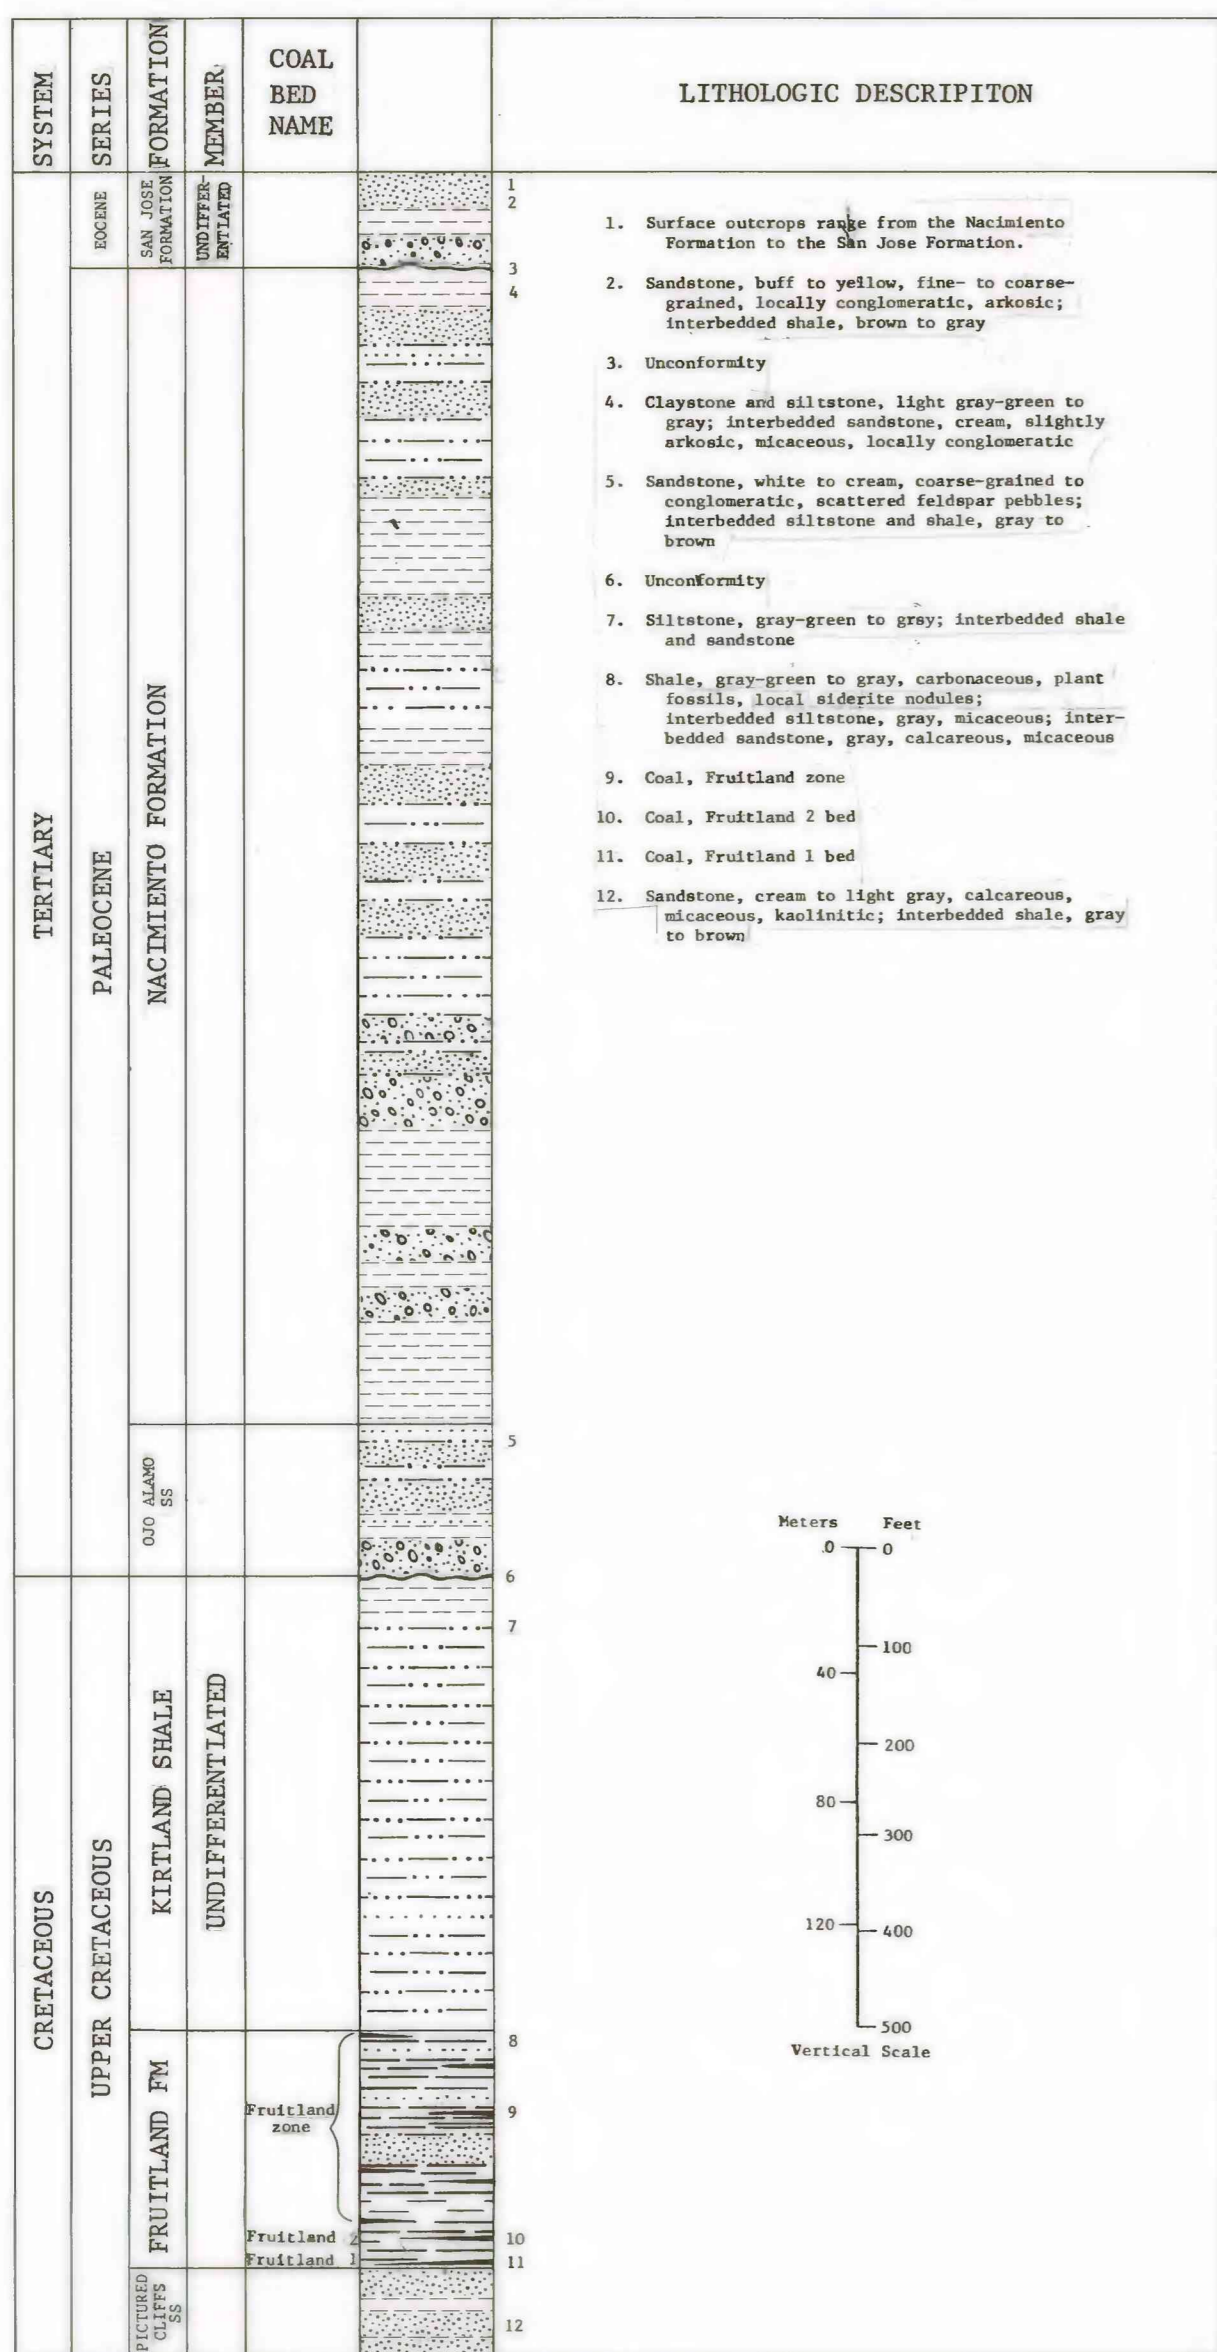 SYSTEM
SERIES
FORMATION
MEMBER
COAL
BED
NAME
LITHOLOGIC DESCRIPITON
TERTIARY
CRETACEOUS
EOCENE
PALEOCENE
UPPER CRETACEOUS
SAN JOSE
FORMATION
NACIMIENTO FORMATION
OJO ALAMO
SS
KIRTLAND SHALE
FRUITLAND FM
PICTURED
CLIFFS
SS
UNDIFFER-
ENTIATED
UNDIFFERENTIATED
Fruitland
zone
Fruitland 2
Fruitland 1
1
2
3
4
5
6
7
8
9
10
11
12
1. Surface outcrops range from the Nacimiento
Formation to the San Jose Formation.
2. Sandstone, buff to yellow, fine- to coarse-
grained, locally conglomeratic, arkosic;
interbedded shale, brown to gray
3. Unconformity
4. Claystone and siltstone, light gray-green to
gray; interbedded sandstone, cream, slightly
arkosic, micaceous, locally conglomeratic
5. Sandstone, white to cream, coarse-grained to
conglomeratic, scattered feldspar pebbles;
interbedded siltstone and shale, gray to
brown
6. Unconformity
7. Siltstone, gray-green to gray; interbedded shale
and sandstone
8. Shale, gray-green to gray, carbonaceous, plant
fossils, local siderite nodules;
interbedded siltstone, gray, micaceous; inter-
bedded sandstone, gray, calcareous, micaceous
9. Coal, Fruitland zone
10. Coal, Fruitland 2 bed
11. Coal, Fruitland 1 bed
12. Sandstone, cream to light gray, calcareous,
micaceous, kaolinitic; interbedded shale, gray
to brown
Meters Feet
0 0
100
40
200
80
300
120
400
500
Vertical Scale